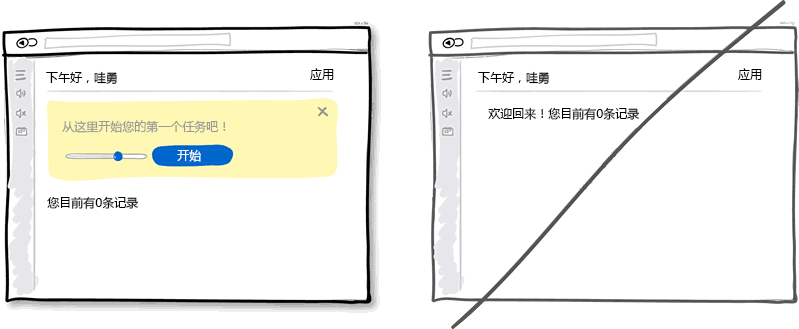 下午好，哇勇
应用
从这里开始您的第一个任务吧！
开始
您目前有0条记录
下午好，哇勇
应用
欢迎回来！您目前有0条记录